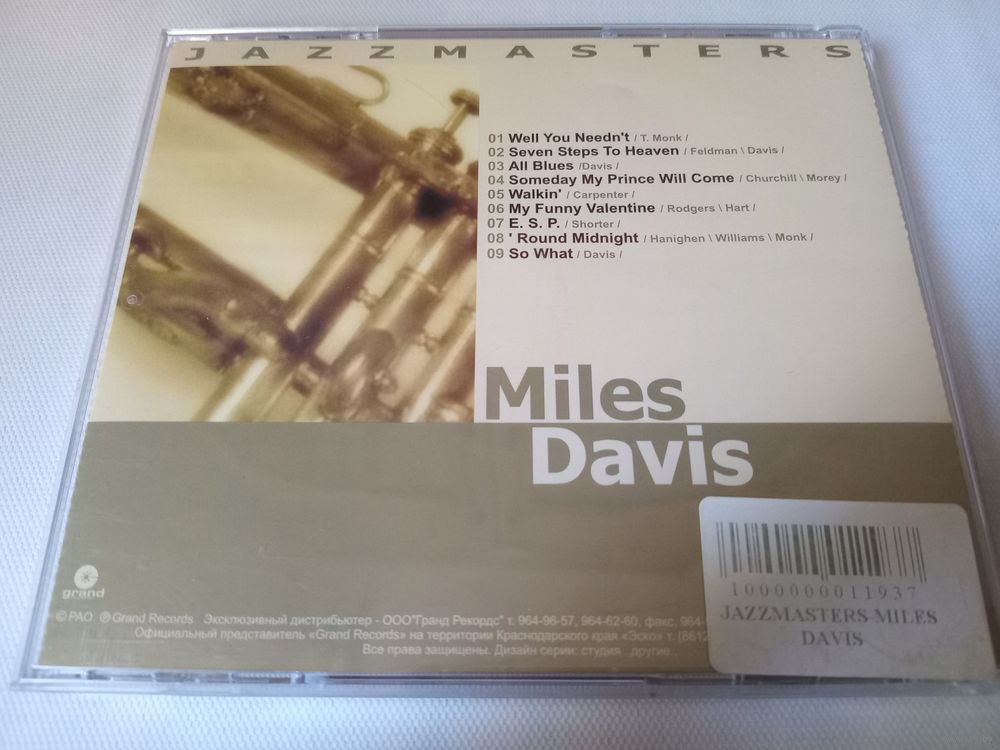 JAZZMASTERS
01 Well You Needn't / T. Monk /
02 Seven Steps To Heaven / Feldman \ Davis /
03 All Blues /Davis /
04 Someday My Prince Will Come / Churchill \ Morey /
05 Walkin' / Carpenter /
06 My Funny Valentine / Rodgers \ Hart /
07 E. S. P. / Shorter /
08 ' Round Midnight / Hanighen \ Williams \ Monk /
09 So What / Davis /
Miles
Davis
grand
© РАО ℗ Grand Records Эксклюзивный дистрибьютер - ООО"Гранд Рекордс" т. 964-96-57, 964-62-60, факс. 964-
Официальный представитель «Grand Records» на территории Краснодарского края «Эско» т. (8612
Все права защищены. Дизайн серии: студия ..другие..
1000000011937
JAZZMASTERS-MILES
DAVIS